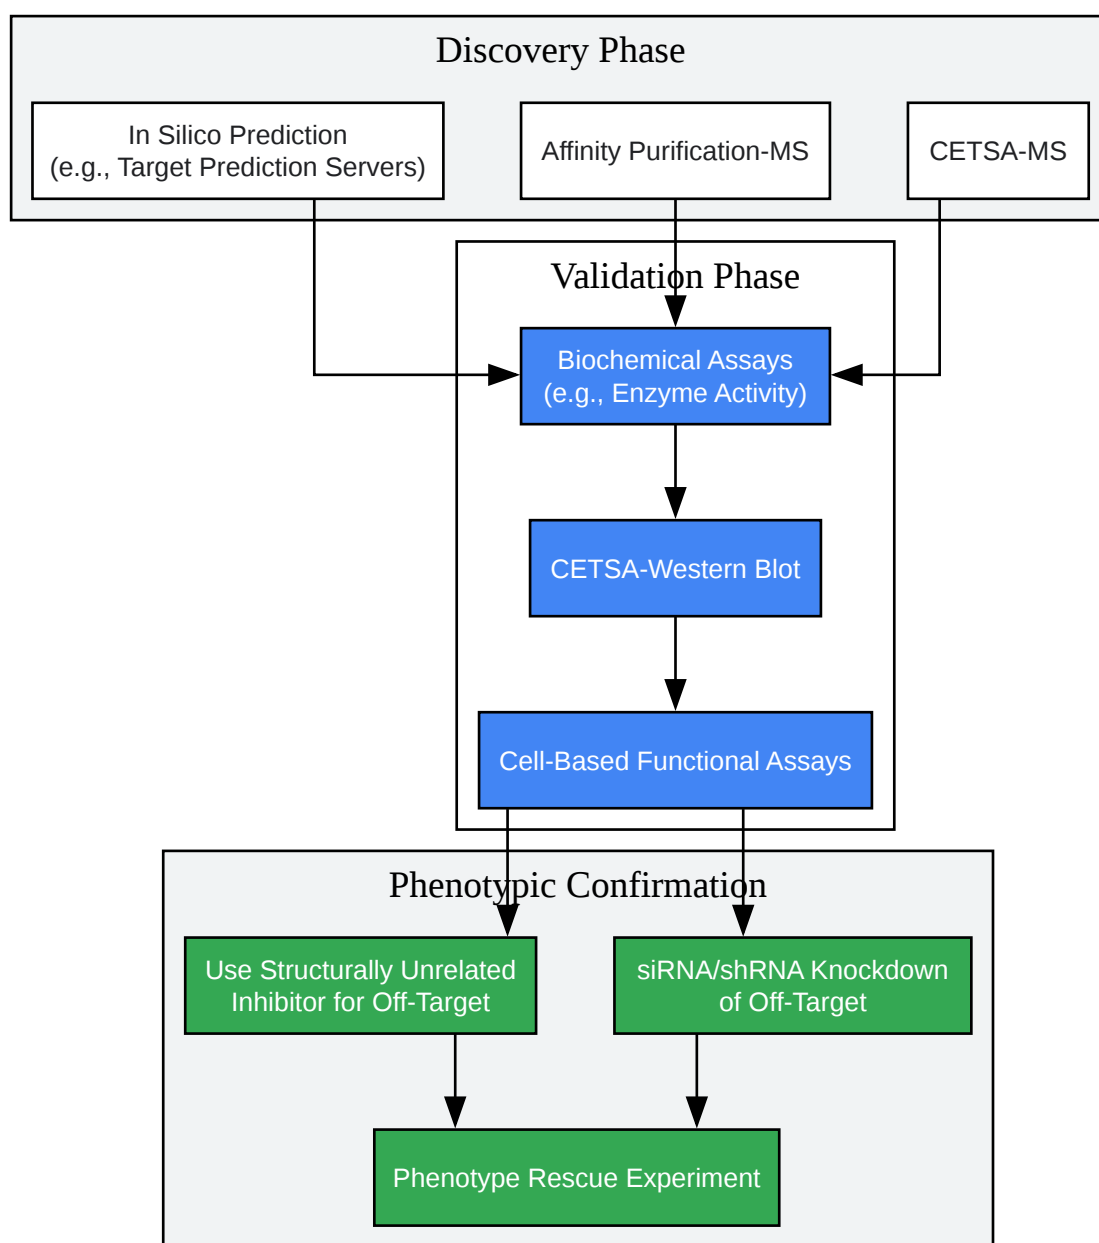 Discovery Phase
In Silico Prediction
(e.g., Target Prediction Servers)
Affinity Purification-MS
CETSA-MS
Validation Phase
Biochemical Assays
(e.g., Enzyme Activity)
CETSA-Western Blot
Cell-Based Functional Assays
Phenotypic Confirmation
Use Structurally Unrelated
Inhibitor for Off-Target
siRNA/shRNA Knockdown
of Off-Target
Phenotype Rescue Experiment